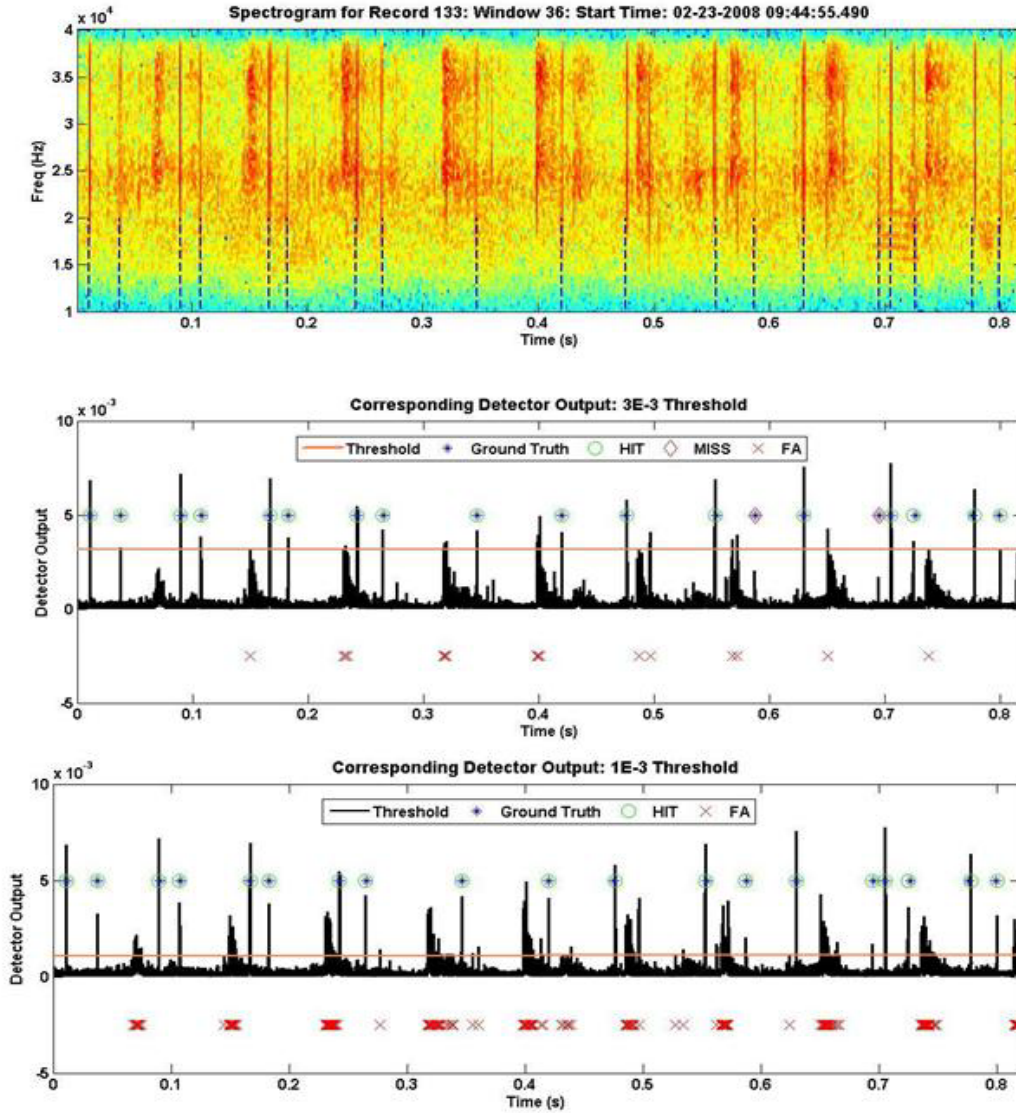 Spectrogram for Record 133: Window 36: Start Time: 02-23-2008 09:44:55.490
x 10⁴
4
3.5
3
2.5
2
1.5
1
Freq (Hz)
0.1 0.2 0.3 0.4 0.5 0.6 0.7 0.8
Time (s)
Corresponding Detector Output: 3E-3 Threshold
x 10⁻³
10
5
0
-5
Detector Output
Threshold Ground Truth HIT MISS FA
0 0.1 0.2 0.3 0.4 0.5 0.6 0.7 0.8
Time (s)
Corresponding Detector Output: 1E-3 Threshold
x 10⁻³
10
5
0
-5
Detector Output
Threshold Ground Truth HIT FA
0 0.1 0.2 0.3 0.4 0.5 0.6 0.7 0.8
Time (s)